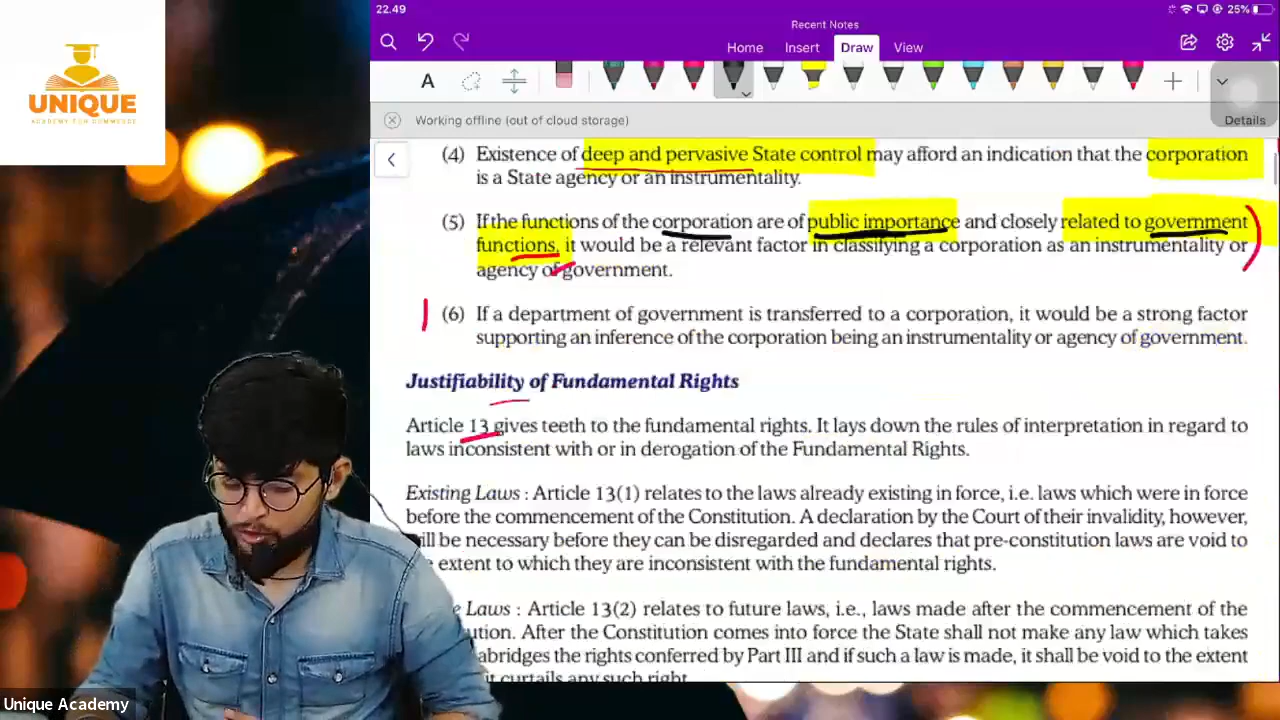 UNIQUE
ACADEMY FOR COMMERCE
22.49
25%
Recent Notes
Home Insert Draw View
A
Working offline (out of cloud storage)
Details
(4) Existence of deep and pervasive State control may afford an indication that the corporation
is a State agency or an instrumentality.
(5) If the functions of the corporation are of public importance and closely related to government
functions, it would be a relevant factor in classifying a corporation as an instrumentality or
agency of government.
(6) If a department of government is transferred to a corporation, it would be a strong factor
supporting an inference of the corporation being an instrumentality or agency of government.
Justifiability of Fundamental Rights
Article 13 gives teeth to the fundamental rights. It lays down the rules of interpretation in regard to
laws inconsistent with or in derogation of the Fundamental Rights.
Existing Laws : Article 13(1) relates to the laws already existing in force, i.e. laws which were in force
before the commencement of the Constitution. A declaration by the Court of their invalidity, however,
will be necessary before they can be disregarded and declares that pre-constitution laws are void to
extent to which they are inconsistent with the fundamental rights.
Laws : Article 13(2) relates to future laws, i.e., laws made after the commencement of the
ution. After the Constitution comes into force the State shall not make any law which takes
abridges the rights conferred by Part III and if such a law is made, it shall be void to the extent
it curtails any such right.
Unique Academy